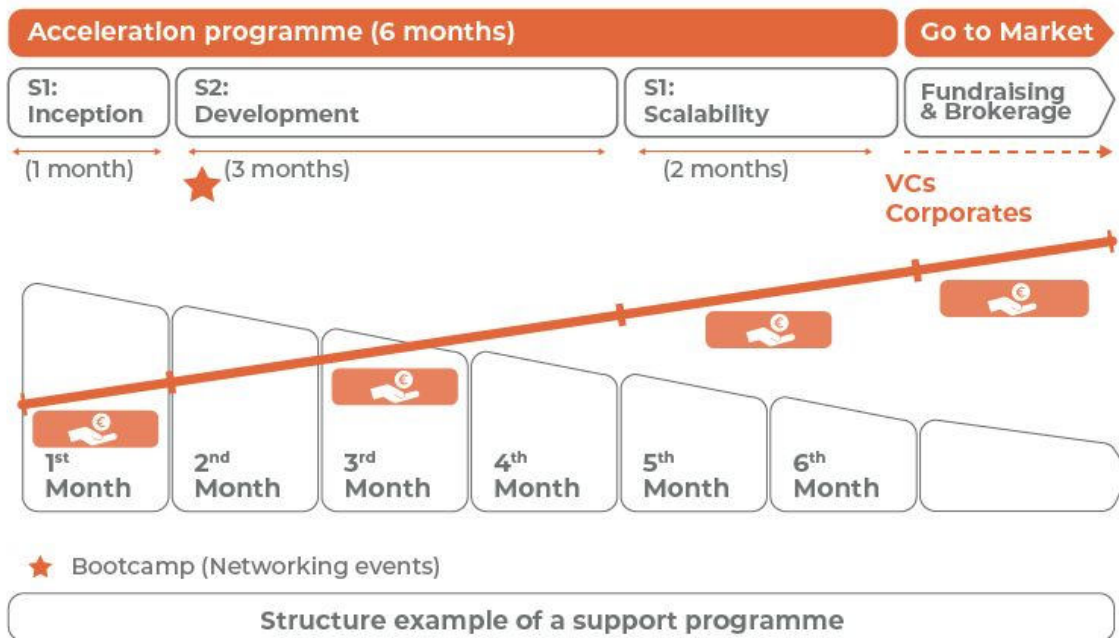 Acceleration programme (6 months)
Go to Market
S1:
Inception
S2:
Development
S1:
Scalability
Fundraising
& Brokerage
(1 month)
(3 months)
(2 months)
VCs
Corporates
€
€
€
€
1st
Month
2nd
Month
3rd
Month
4th
Month
5th
Month
6th
Month
Bootcamp (Networking events)
Structure example of a support programme